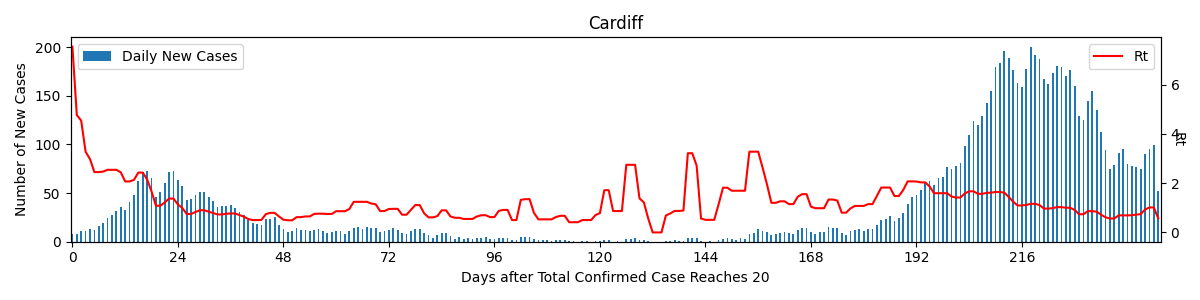 Cardiff
Daily New Cases
Rt
Number of New Cases
200
150
100
50
0
6
4
2
0
Rt
0 24 48 72 96 120 144 168 192 216
Days after Total Confirmed Case Reaches 20